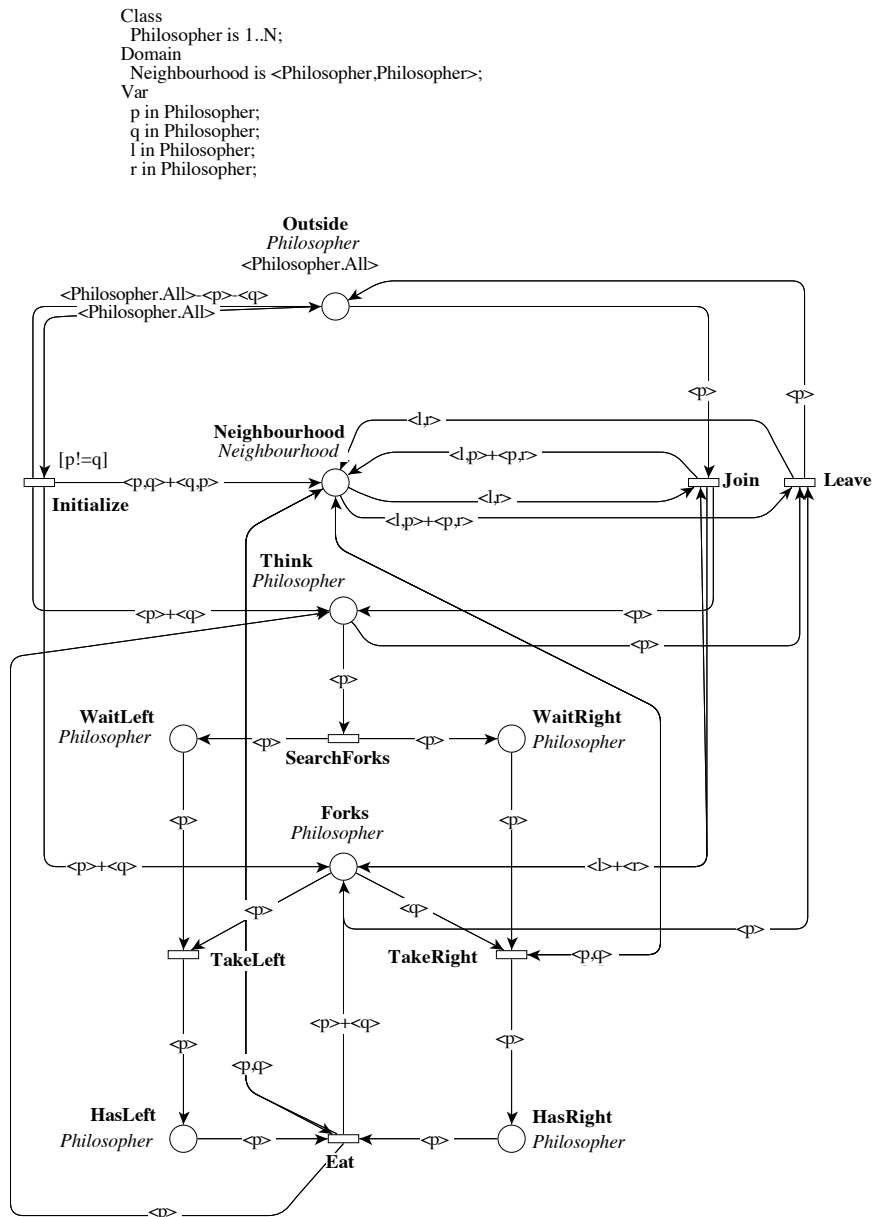 Class
Philosopher is 1..N;
Domain
Neighbourhood is <Philosopher,Philosopher>;
Var
p in Philosopher;
q in Philosopher;
l in Philosopher;
r in Philosopher;
Outside
Philosopher
<Philosopher.All>
<Philosopher.All>-<p>-<q>
<Philosopher.All>
<p>
<p>
<l,r>
Neighbourhood
Neighbourhood
<l,p>+<p,r>
[p!=q]
<p,q>+<q,p>
Join
Leave
Initialize
<l,r>
<l,p>+<p,r>
Think
Philosopher
<p>+<q>
<p>
<p>
<p>
WaitLeft
Philosopher
WaitRight
Philosopher
<p>
<p>
SearchForks
<p>
<p>
Forks
Philosopher
<p>+<q>
<l>+<r>
<p>
<q>
<p>
TakeLeft
TakeRight
<p,q>
<p>
<p>+<q>
<p>
<p,q>
HasLeft
Philosopher
HasRight
Philosopher
<p>
<p>
Eat
<p>